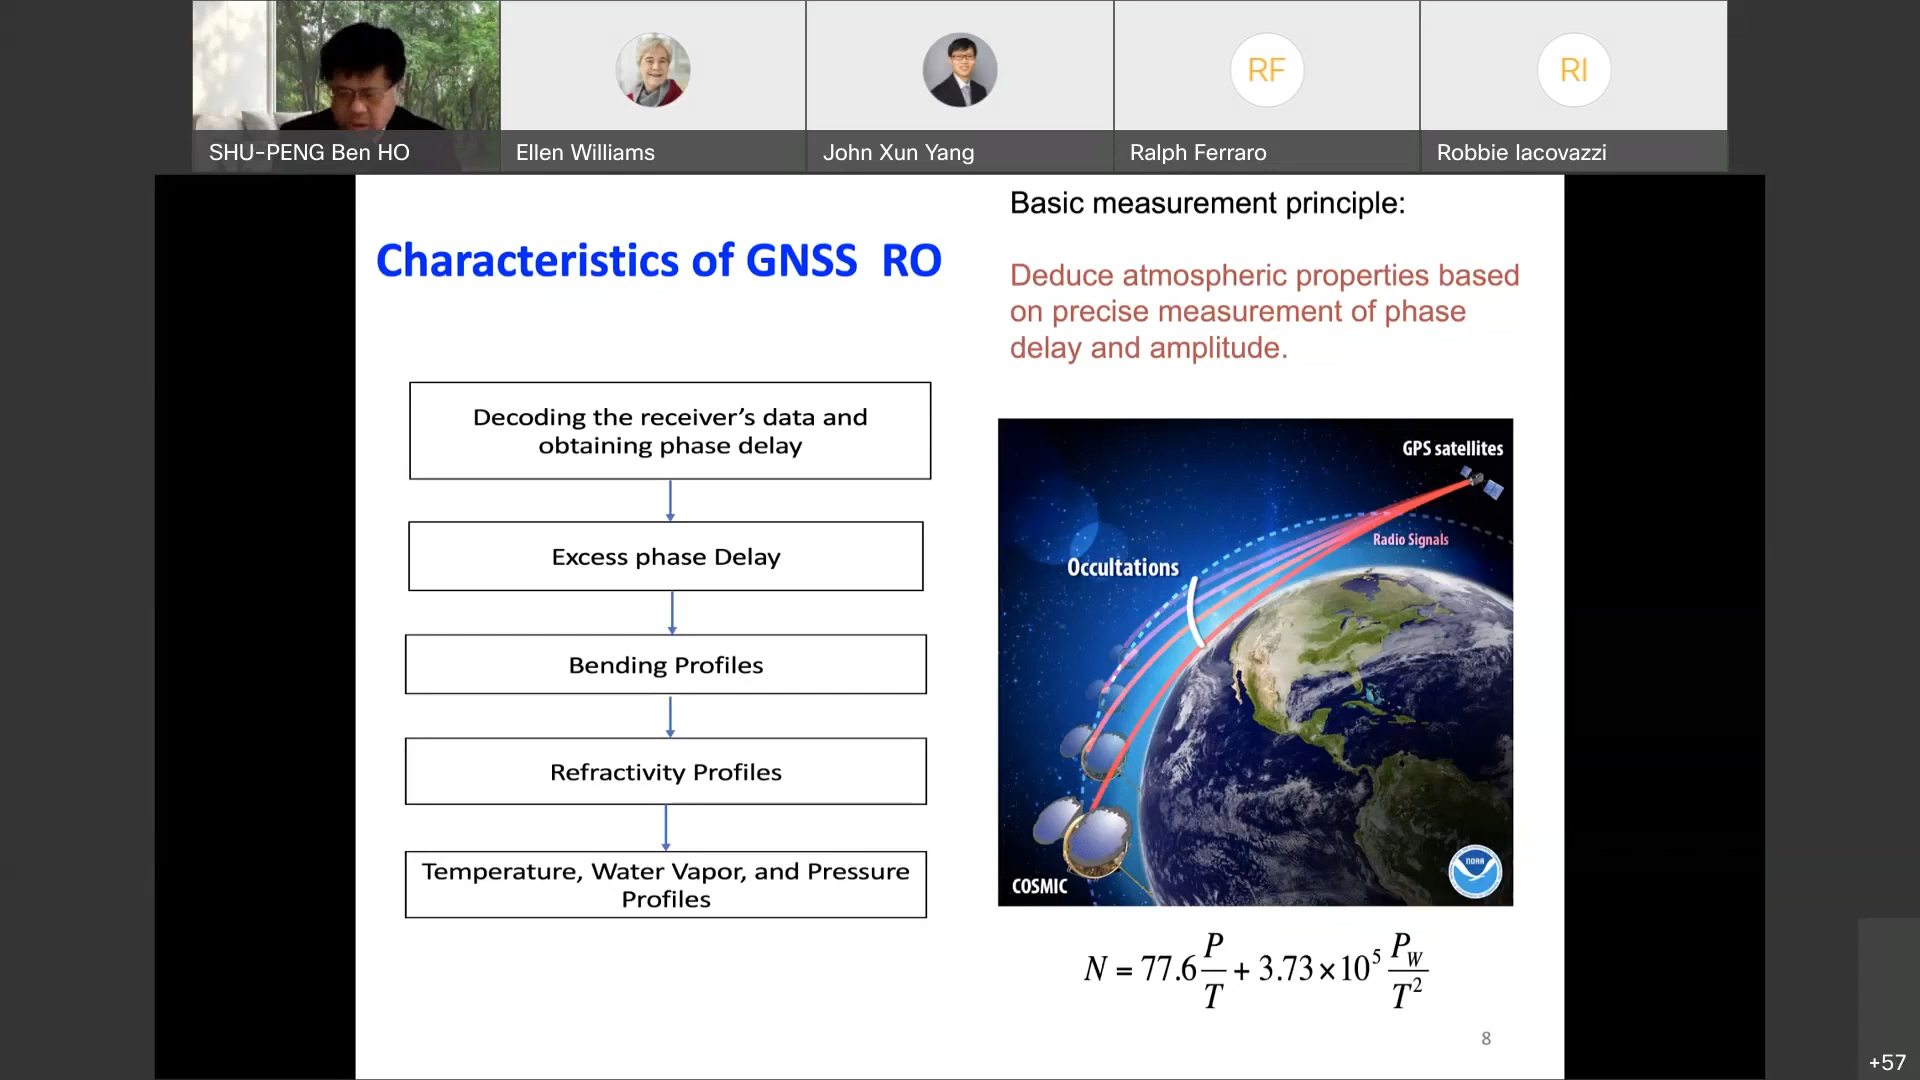 SHU-PENG Ben HO
Ellen Williams
John Xun Yang
RF
Ralph Ferraro
RI
Robbie Iacovazzi
Characteristics of GNSS RO
Basic measurement principle:
Deduce atmospheric properties based
on precise measurement of phase
delay and amplitude.
Decoding the receiver's data and
obtaining phase delay
Excess phase Delay
Bending Profiles
Refractivity Profiles
Temperature, Water Vapor, and Pressure
Profiles
GPS satellites
Radio Signals
Occultations
COSMIC
NOAA
N = 77.6 P/T + 3.73×10⁵ P_W/T²
8
+57